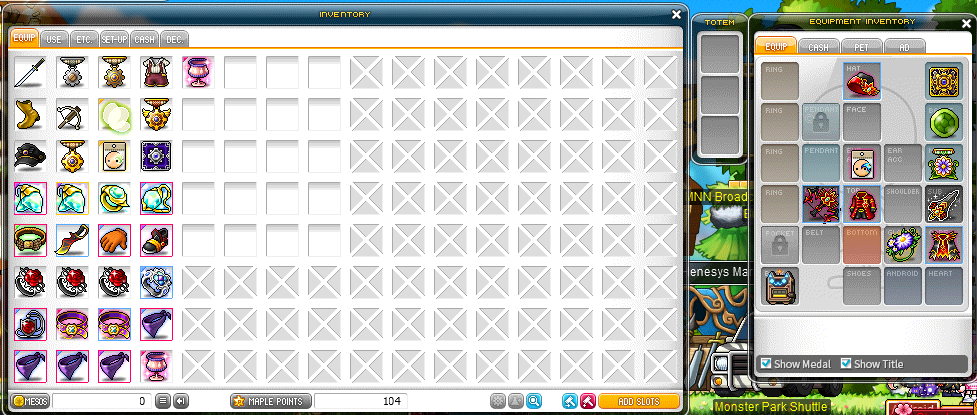 INVENTORY
EQUIP USE ETC. SET-UP CASH DEC.
MESOS 0 MAPLE POINTS 104 ADD SLOTS
TOTEM
EQUIPMENT INVENTORY
EQUIP CASH PET AD
RING HAT
RING PENDANT FACE
RING PENDANT EAR ACC
RING TOP SHOULDER SUB
POCKET BELT BOTTOM
SHOES ANDROID HEART
Show Medal Show Title
MNN Broad
enesys Ma
Monster Park Shuttle